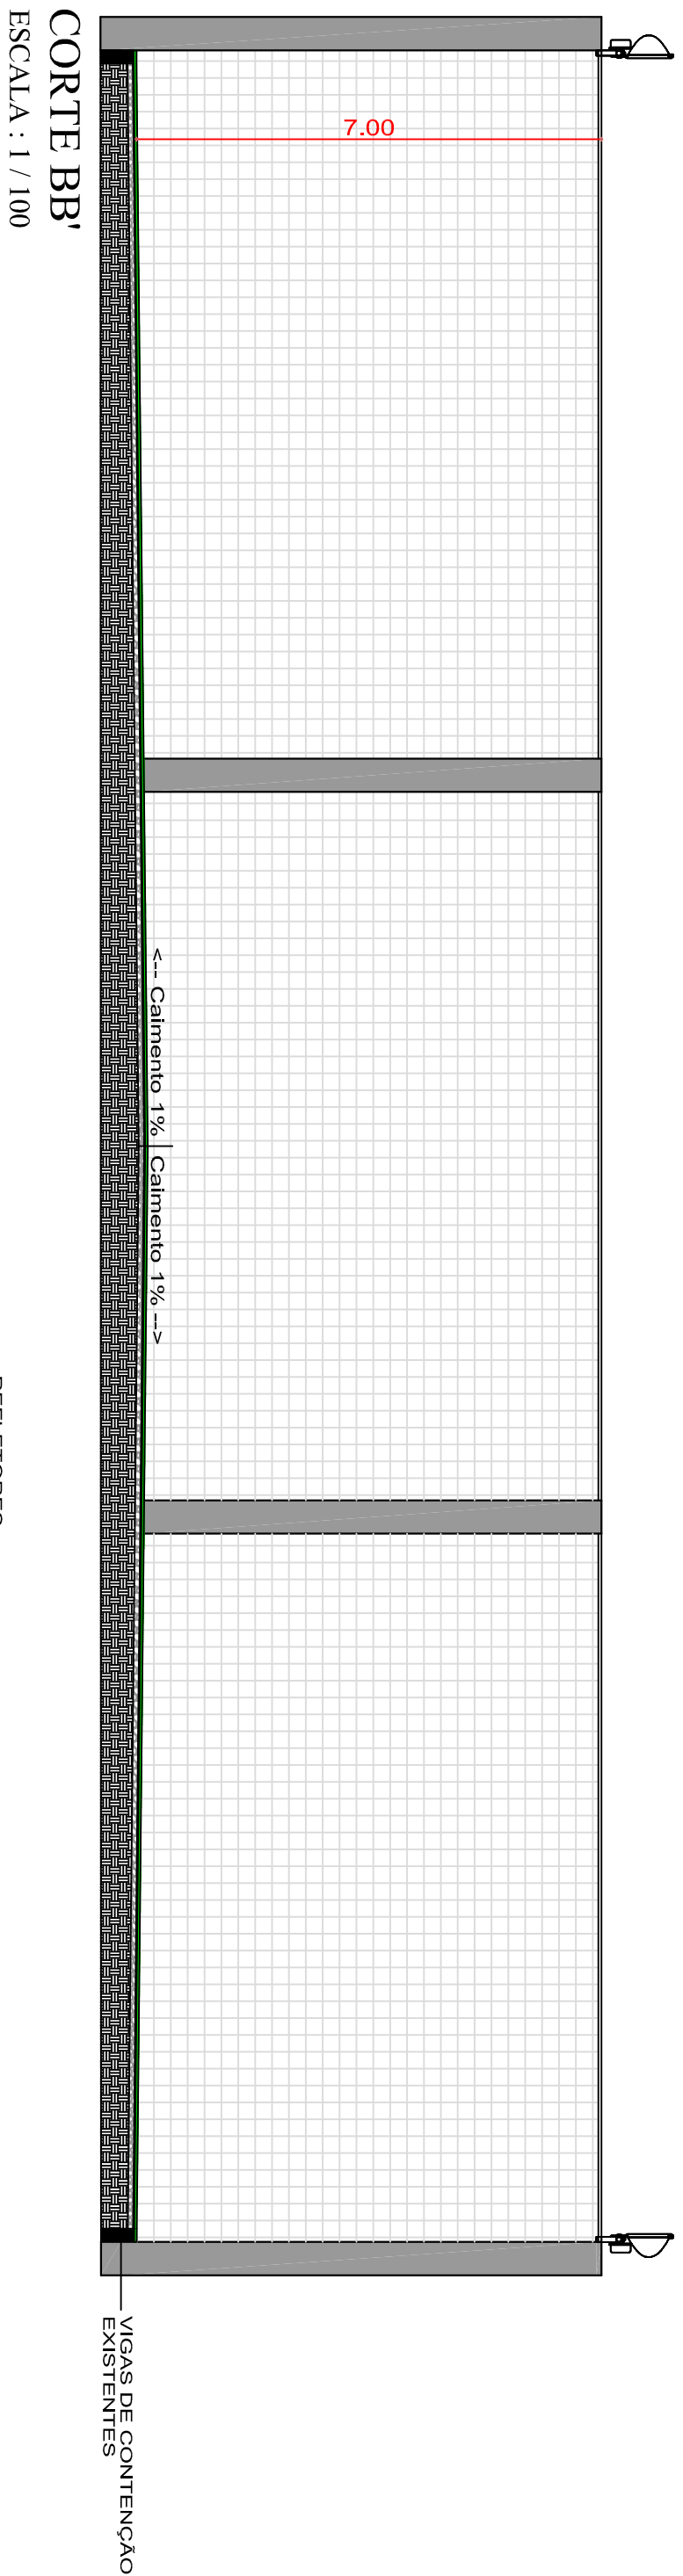 7.00
<-- Caimento 1% Caimento 1% -->
VIGAS DE CONTENÇÃO
EXISTENTES
CORTE BB'
ESCALA : 1 / 100